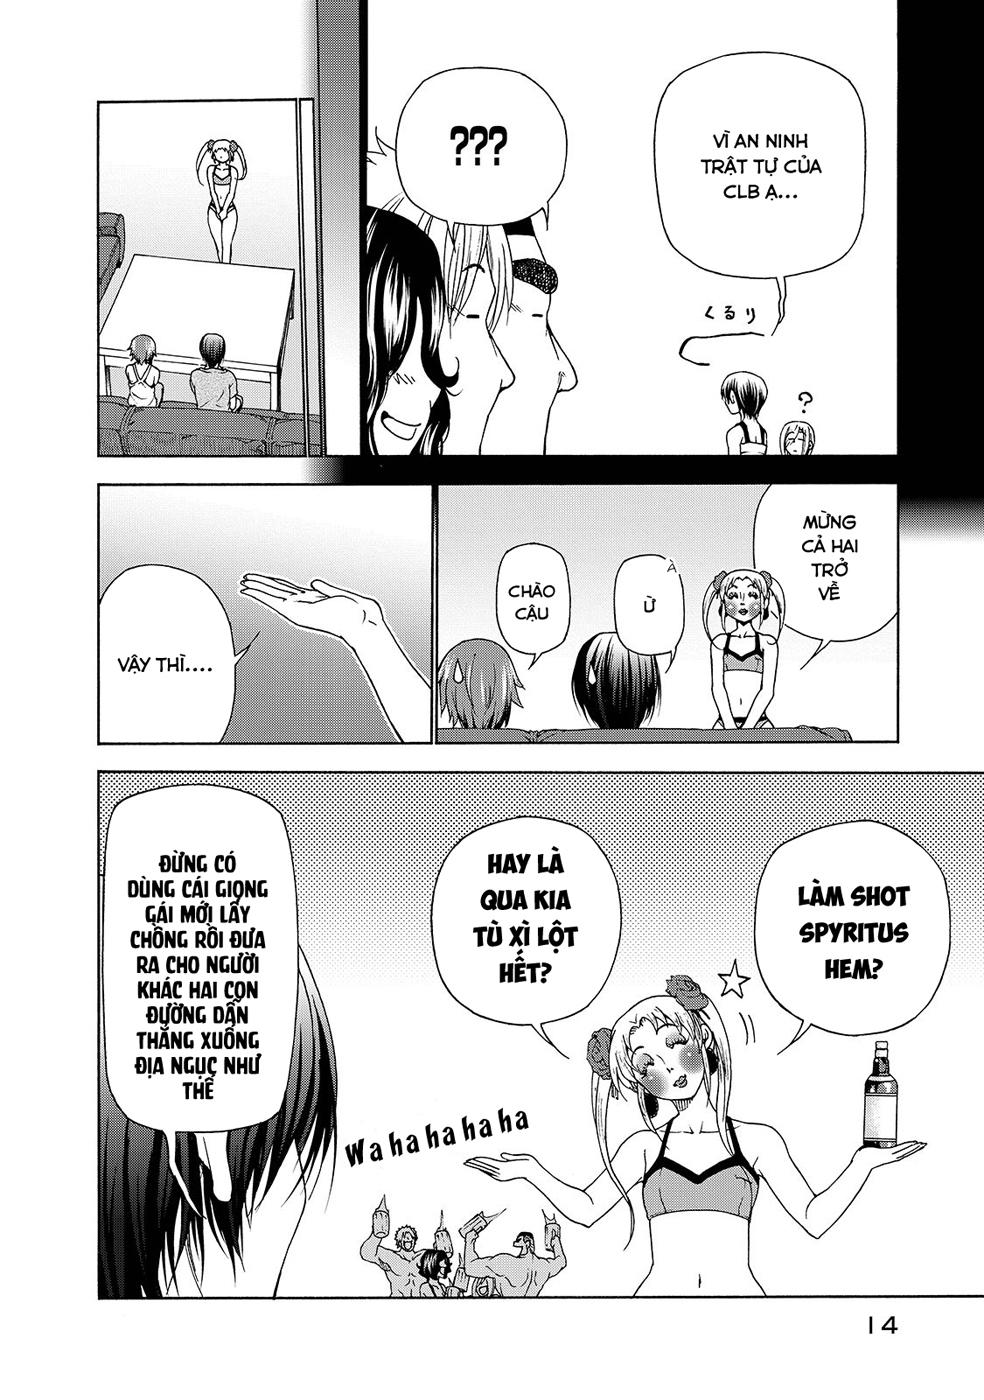 VÌ AN NINH
TRẬT TỰ CỦA
CLB Ạ...
くるり
?
???
MỪNG
CẢ HAI
TRỞ
VỀ
Ừ
CHÀO
CẬU
VẬY THÌ....
LÀM SHOT
SPYRITUS
HEM?
HAY LÀ
QUA KIA
TÙ XÌ LỘT
HẾT?
Wa ha ha ha ha
ĐỪNG CÓ
DÙNG CÁI GIỌNG
GÁI MỚI LẤY
CHỒNG RỒI ĐƯA
RA CHO NGƯỜI
KHÁC HAI CON
ĐƯỜNG DẪN
THẲNG XUỐNG
ĐỊA NGỤC NHƯ
THẾ
14